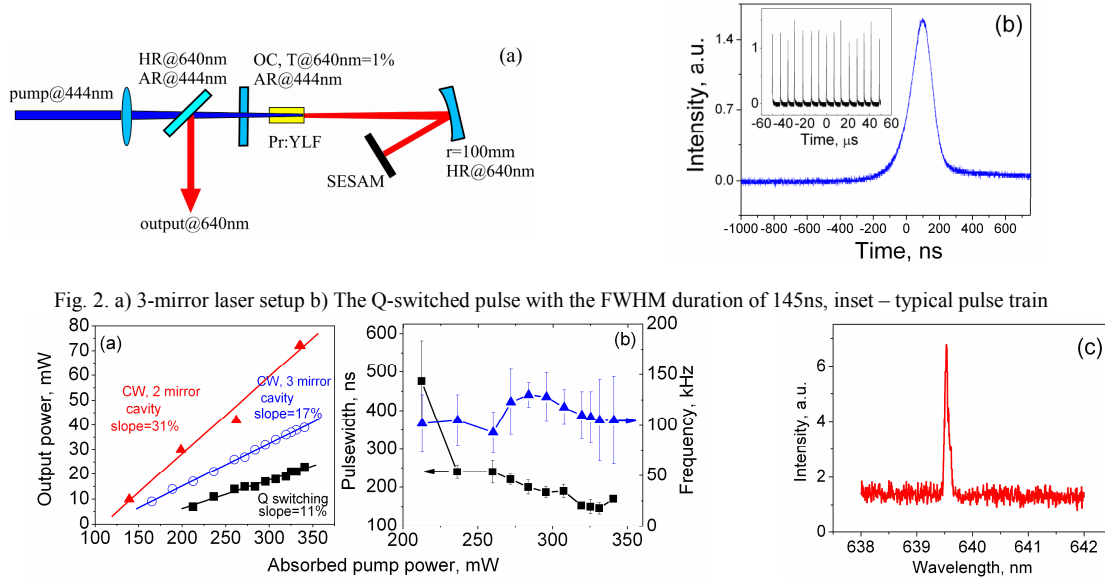 (a)
HR@640nm
AR@444nm
OC, T@640nm=1%
AR@444nm
pump@444nm
Pr:YLF
SESAM
r=100mm
HR@640nm
output@640nm
(b)
Intensity, a.u.
1.4
0.7
0.0
1
0
-60 -40 -20 0 20 40 60
Time, μs
-1000 -800 -600 -400 -200 0 200 400 600
Time, ns
Fig. 2. a) 3-mirror laser setup b) The Q-switched pulse with the FWHM duration of 145ns, inset – typical pulse train
(a)
Output power, mW
80
70
60
50
40
30
20
10
0
CW, 2 mirror
cavity
slope=31%
CW, 3 mirror
cavity
slope=17%
Q switching
slope=11%
100 150 200 250 300 350 400
(b)
Pulsewidth, ns
600
550
500
450
400
350
300
250
200
150
100
Frequency, kHz
200
150
100
50
0
200 250 300 350
Absorbed pump power, mW
(c)
Intensity, a.u.
6
4
2
0
638 639 640 641 642
Wavelength, nm